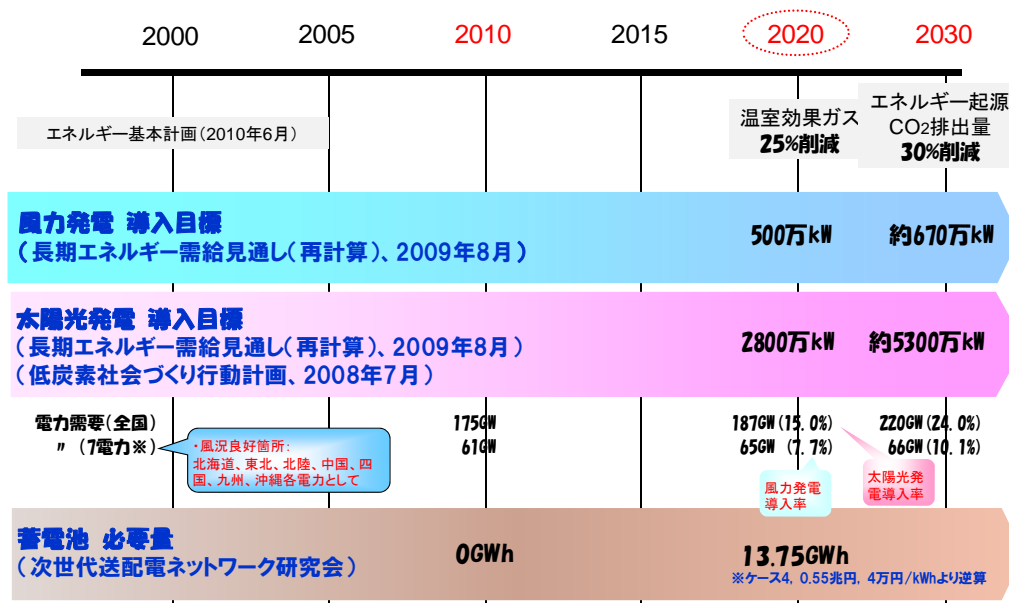 2000 2005 2010 2015 2020 2030
エネルギー基本計画(2010年6月)
温室効果ガス
25%削減
エネルギー起源
CO2排出量
30%削減
風力発電 導入目標
(長期エネルギー需給見通し(再計算)、2009年8月)
500万kW 約670万kW
太陽光発電 導入目標
(長期エネルギー需給見通し(再計算)、2009年8月)
(低炭素社会づくり行動計画、2008年7月)
2800万kW 約5300万kW
電力需要(全国) 175GW 187GW(15.0%) 220GW(24.0%)
〃 (7電力※) 61GW 65GW (7.7%) 66GW(10.1%)
・風況良好箇所:
北海道、東北、北陸、中国、四
国、九州、沖縄各電力として
風力発電
導入率
太陽光発
電導入率
蓄電池 必要量
(次世代送配電ネットワーク研究会)
0GWh 13.75GWh
※ケース4, 0.55兆円, 4万円/kWhより逆算